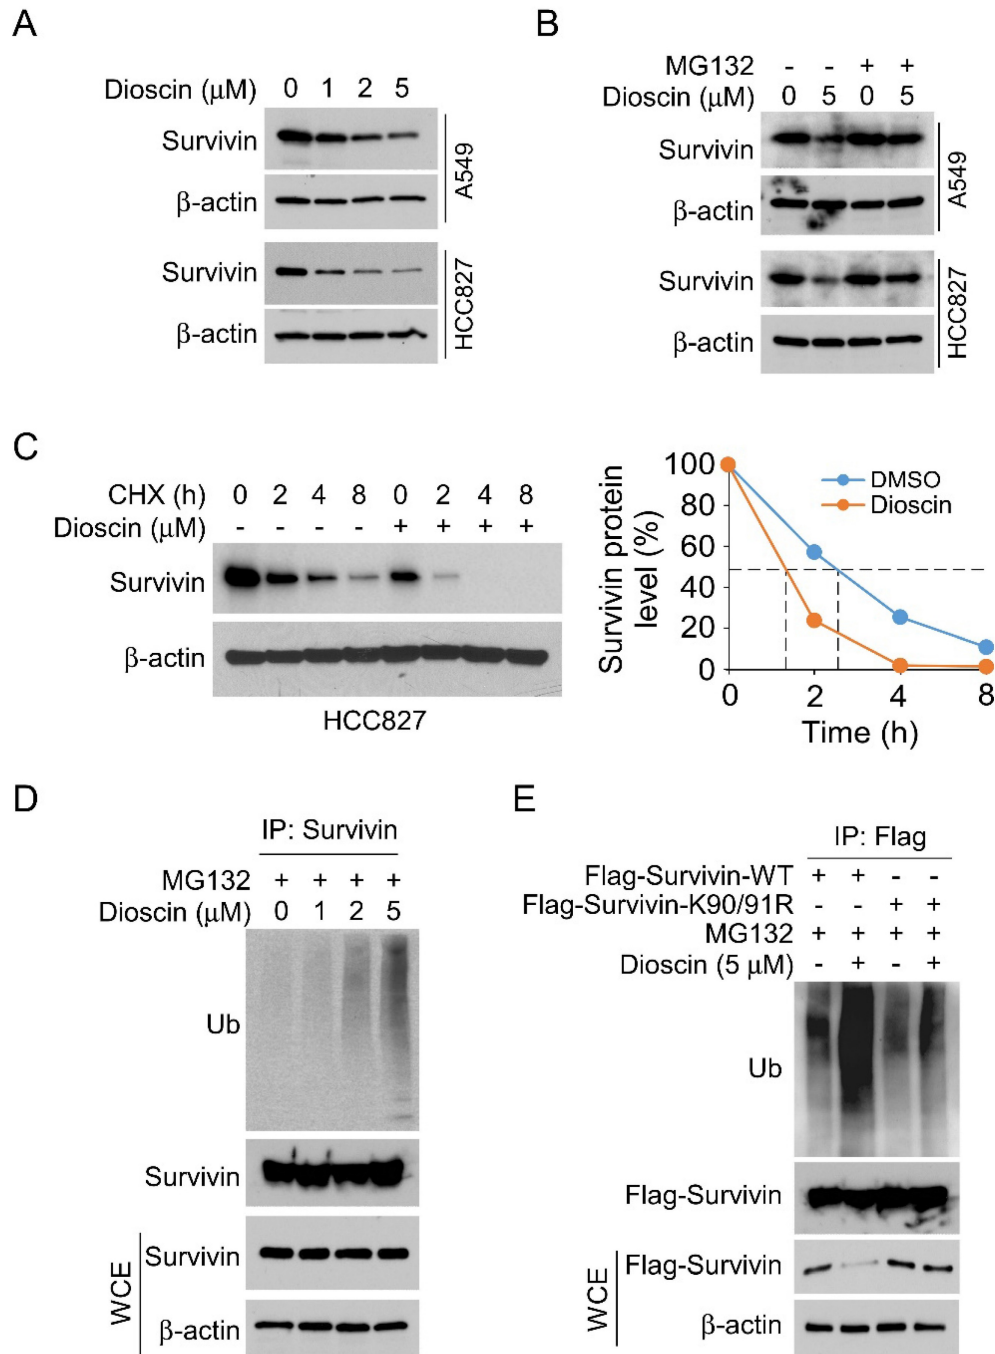 A
Dioscin (μM) 0 1 2 5
Survivin
β-actin
A549
Survivin
β-actin
HCC827
B
MG132 - - + +
Dioscin (μM) 0 5 0 5
Survivin
β-actin
A549
Survivin
β-actin
HCC827
C
CHX (h) 0 2 4 8 0 2 4 8
Dioscin (μM) - - - - + + + +
Survivin
β-actin
HCC827
Survivin protein
level (%)
100
80
60
40
20
0
DMSO
Dioscin
0 2 4 8
Time (h)
D
IP: Survivin
MG132 + + + +
Dioscin (μM) 0 1 2 5
Ub
Survivin
Survivin
β-actin
WCE
E
IP: Flag
Flag-Survivin-WT + + - -
Flag-Survivin-K90/91R - - + +
MG132 + + + +
Dioscin (5 μM) - + - +
Ub
Flag-Survivin
Flag-Survivin
β-actin
WCE